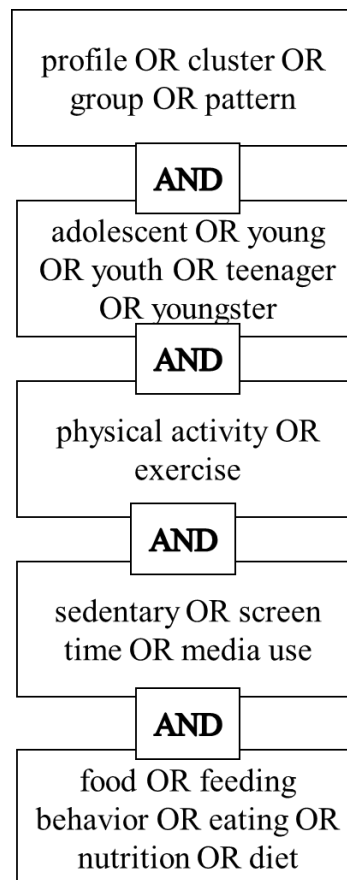 profile OR cluster OR
group OR pattern
AND
adolescent OR young
OR youth OR teenager
OR youngster
AND
physical activity OR
exercise
AND
sedentary OR screen
time OR media use
AND
food OR feeding
behavior OR eating OR
nutrition OR diet